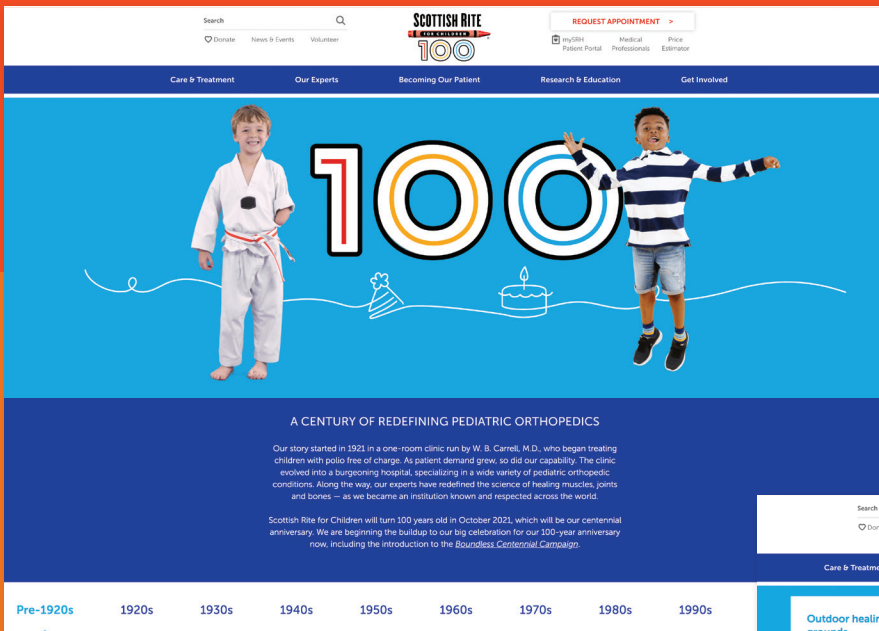 Search
Donate News & Events Volunteer
SCOTTISH RITE
FOR CHILDREN
100
REQUEST APPOINTMENT >
mySRH Patient Portal
Medical Professionals
Price Estimator
Care & Treatment Our Experts Becoming Our Patient Research & Education Get Involved
100
A CENTURY OF REDEFINING PEDIATRIC ORTHOPEDICS
Our story started in 1921 in a one-room clinic run by W. B. Carrell, M.D., who began treating
children with polio free of charge. As patient demand grew, so did our capability. The clinic
evolved into a burgeoning hospital, specializing in a wide variety of pediatric orthopedic
conditions. Along the way, our experts have redefined the science of healing muscles, joints
and bones — as we became an institution known and respected across the world.
Scottish Rite for Children will turn 100 years old in October 2021, which will be our centennial
anniversary. We are beginning the buildup to our big celebration for our 100-year anniversary
now, including the introduction to the Boundless Centennial Campaign.
Pre-1920s 1920s 1930s 1940s 1950s 1960s 1970s 1980s 1990s
Search
Don
Care & Treatme
Outdoor healin